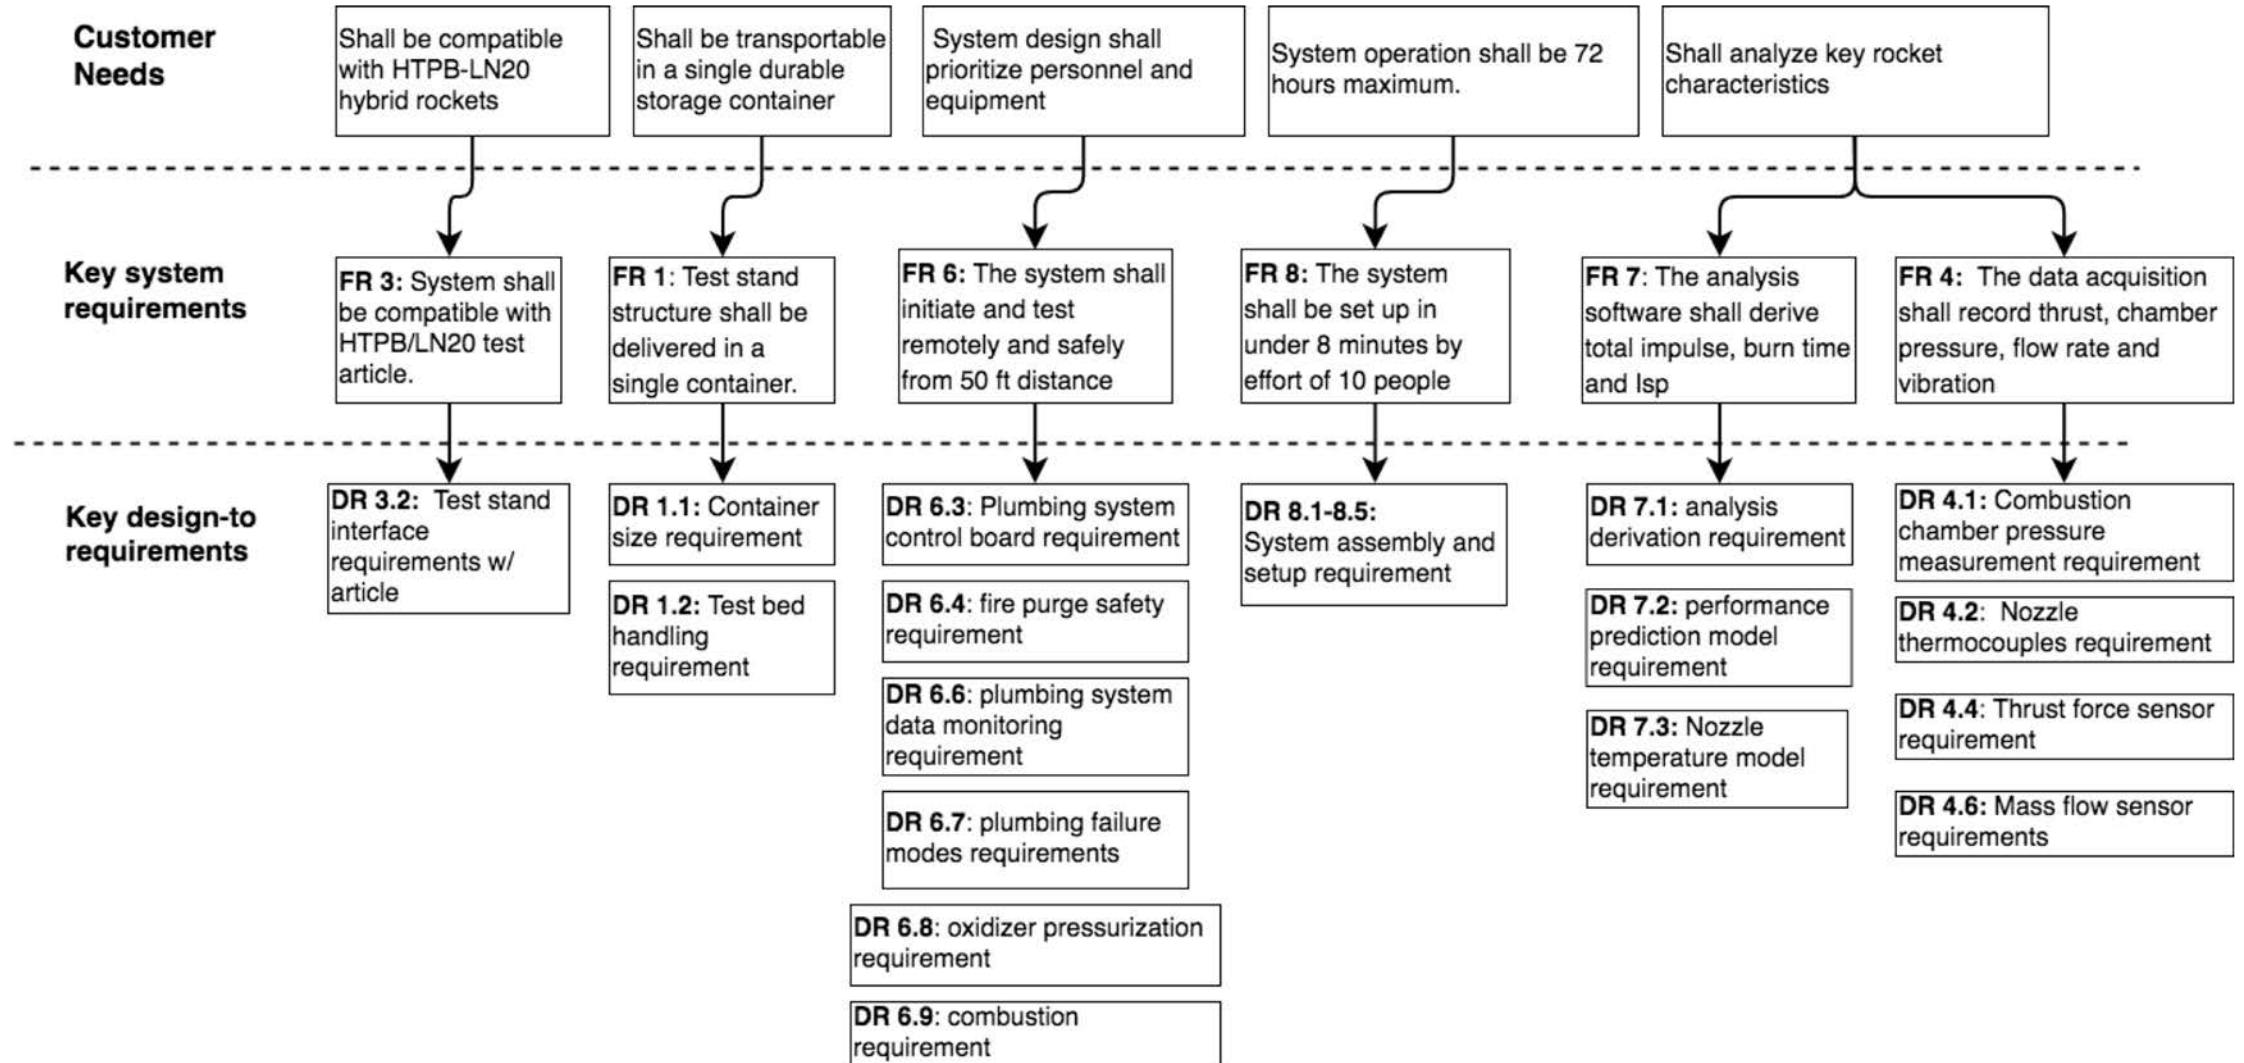 Customer
Needs
Shall be compatible
with HTPB-LN20
hybrid rockets
Shall be transportable
in a single durable
storage container
System design shall
prioritize personnel and
equipment
System operation shall be 72
hours maximum.
Shall analyze key rocket
characteristics
Key system
requirements
FR 3: System shall
be compatible with
HTPB/LN20 test
article.
FR 1: Test stand
structure shall be
delivered in a
single container.
FR 6: The system shall
initiate and test
remotely and safely
from 50 ft distance
FR 8: The system
shall be set up in
under 8 minutes by
effort of 10 people
FR 7: The analysis
software shall derive
total impulse, burn time
and Isp
FR 4: The data acquisition
shall record thrust, chamber
pressure, flow rate and
vibration
Key design-to
requirements
DR 3.2: Test stand
interface
requirements w/
article
DR 1.1: Container
size requirement
DR 1.2: Test bed
handling
requirement
DR 6.3: Plumbing system
control board requirement
DR 6.4: fire purge safety
requirement
DR 6.6: plumbing system
data monitoring
requirement
DR 6.7: plumbing failure
modes requirements
DR 6.8: oxidizer pressurization
requirement
DR 6.9: combustion
requirement
DR 8.1-8.5:
System assembly and
setup requirement
DR 7.1: analysis
derivation requirement
DR 7.2: performance
prediction model
requirement
DR 7.3: Nozzle
temperature model
requirement
DR 4.1: Combustion
chamber pressure
measurement requirement
DR 4.2: Nozzle
thermocouples requirement
DR 4.4: Thrust force sensor
requirement
DR 4.6: Mass flow sensor
requirements